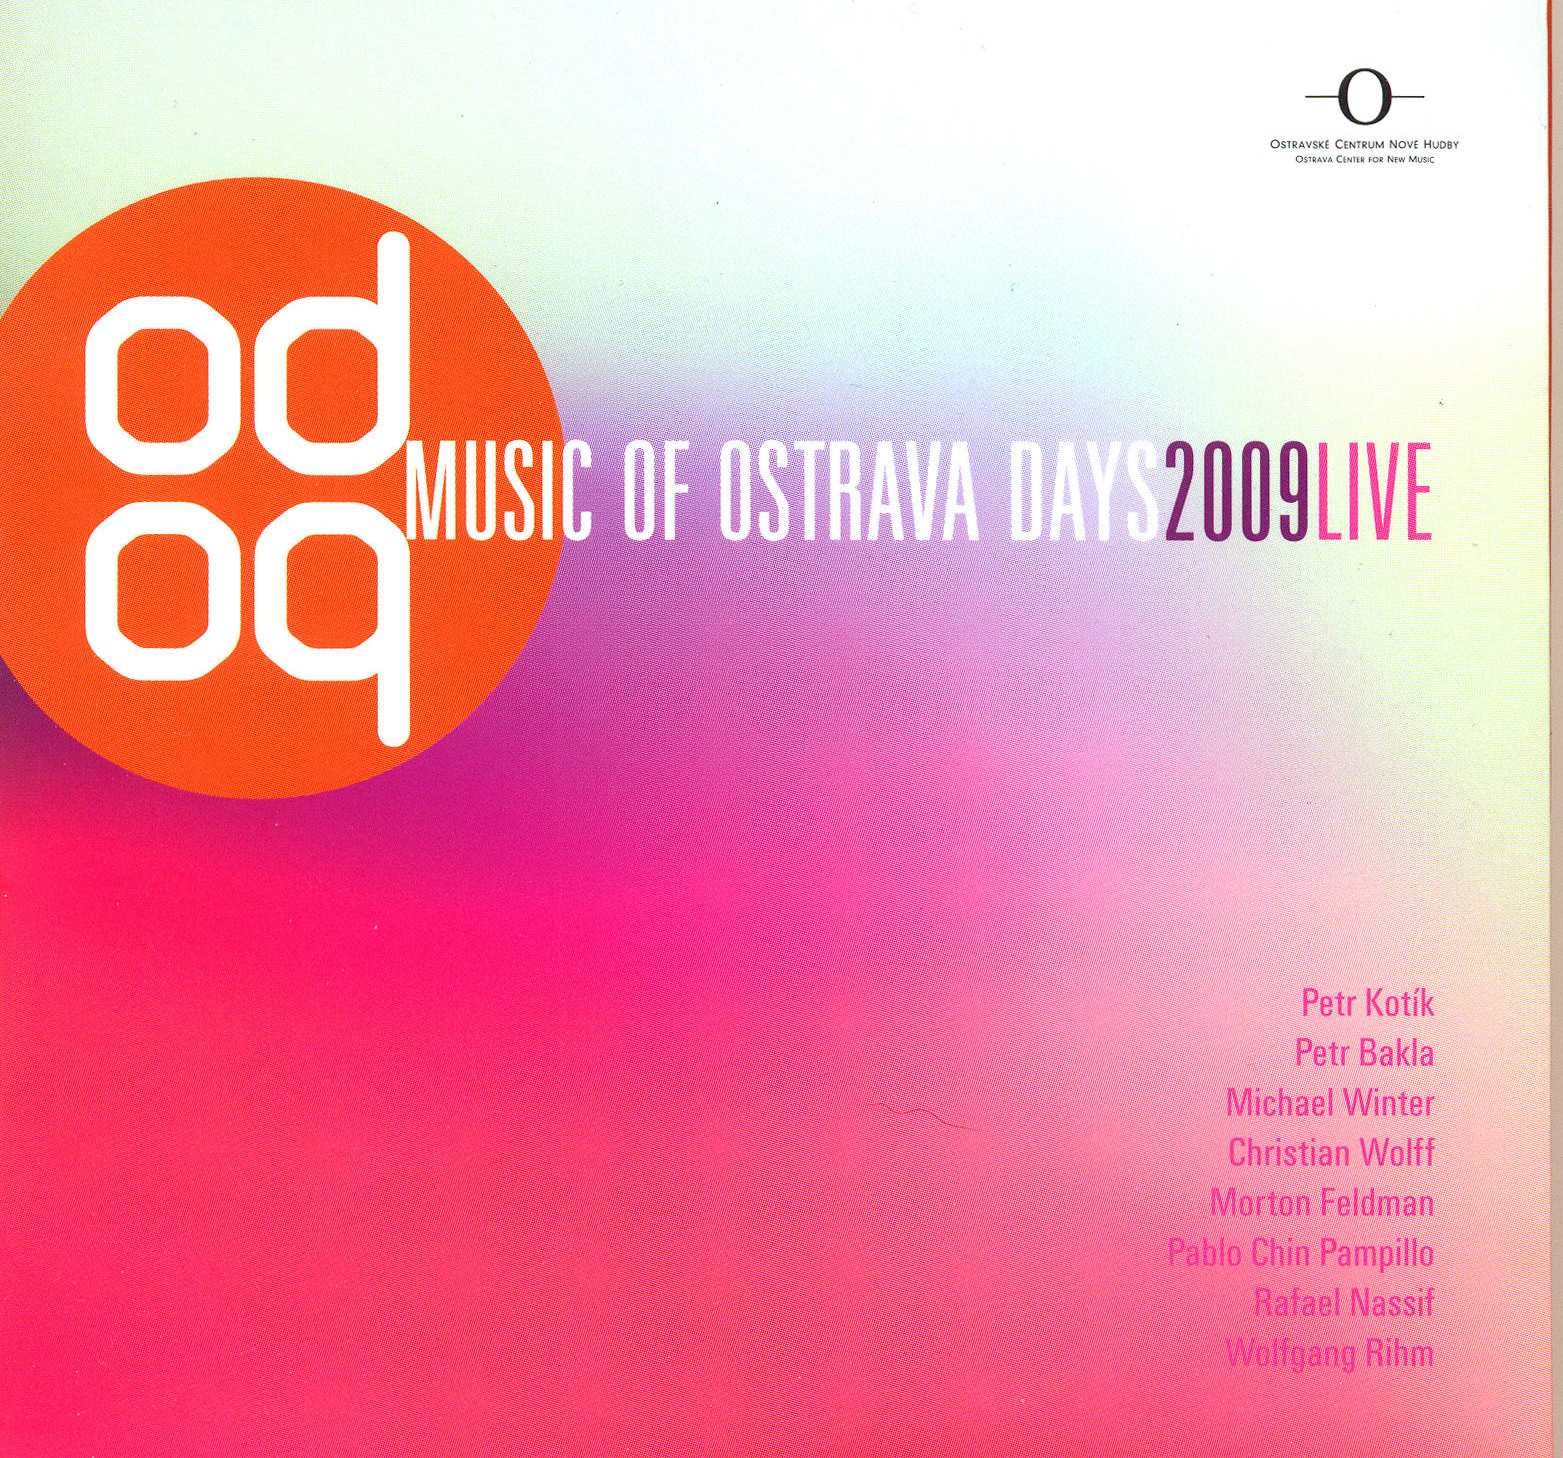 OSTRAVSKÉ CENTRUM NOVÉ HUDBY
OSTRAVA CENTER FOR NEW MUSIC
od
oq
MUSIC OF OSTRAVA DAYS2009LIVE
Petr Kotík
Petr Bakla
Michael Winter
Christian Wolff
Morton Feldman
Pablo Chin Pampillo
Rafael Nassif
Wolfgang Rihm